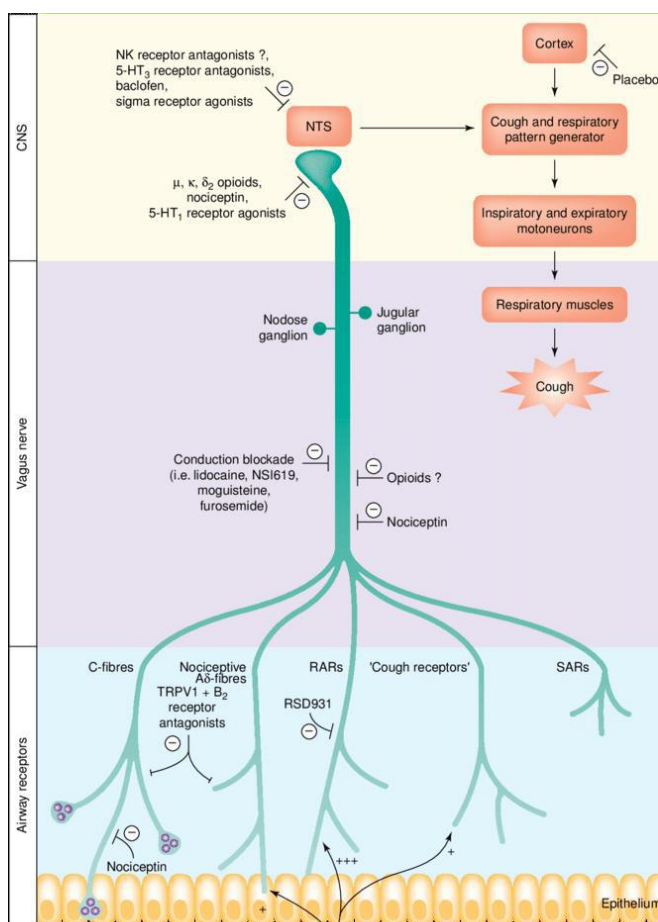 CNS
NK receptor antagonists ?,
5-HT₃ receptor antagonists,
baclofen,
sigma receptor agonists
−
NTS
Cortex
−
Placebo
Cough and respiratory
pattern generator
μ, κ, δ₂ opioids,
nociceptin,
5-HT₁ receptor agonists
−
Inspiratory and expiratory
motoneurons
Vagus nerve
Respiratory muscles
Nodose
ganglion
Jugular
ganglion
Cough
Conduction blockade
(i.e. lidocaine, NSI619,
moguisteine,
furosemide)
−
−
Opioids ?
−
Nociceptin
Airway receptors
C-fibres
Nociceptive
Aδ-fibres
TRPV1 + B₂
receptor
antagonists
−
RARs
RSD931
−
'Cough receptors'
SARs
−
Nociceptin
+++
+
+
Epithelium